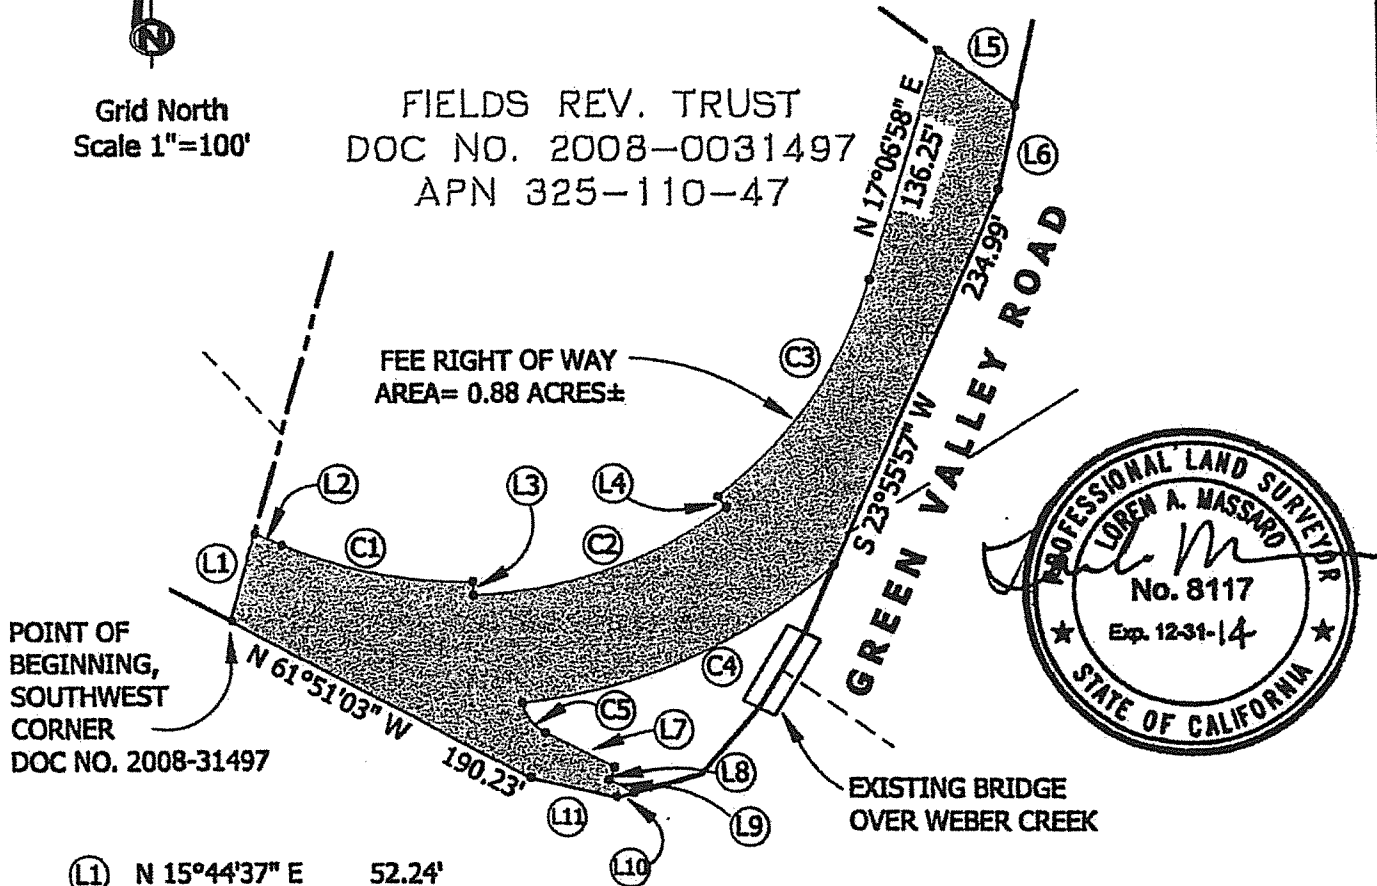 N
Grid North
Scale 1"=100'
FIELDS REV. TRUST
DOC NO. 2008-0031497
APN 325-110-47
L5
N 17°06'58" E
136.25'
L6
234.99'
S 23°55'57" W
GREEN VALLEY ROAD
FEE RIGHT OF WAY
AREA= 0.88 ACRES±
C3
L2
L3
L4
C1
C2
L1
POINT OF
BEGINNING,
SOUTHWEST
CORNER
DOC NO. 2008-31497
N 61°51'03" W
190.23'
C4
C5
L7
L8
L9
L10
L11
EXISTING BRIDGE
OVER WEBER CREEK
PROFESSIONAL LAND SURVEYOR
LOREN A. MASSARO
No. 8117
Exp. 12-31-14
STATE OF CALIFORNIA
L1 N 15°44'37" E 52.24'